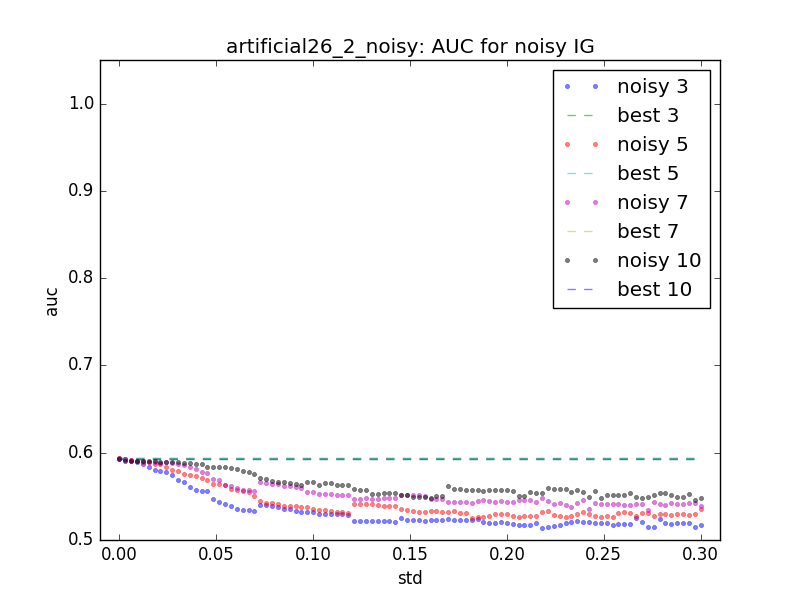 artificial26_2_noisy: AUC for noisy IG
noisy 3
best 3
noisy 5
best 5
noisy 7
best 7
noisy 10
best 10
1.0
0.9
0.8
0.7
0.6
0.5
auc
0.00 0.05 0.10 0.15 0.20 0.25 0.30
std